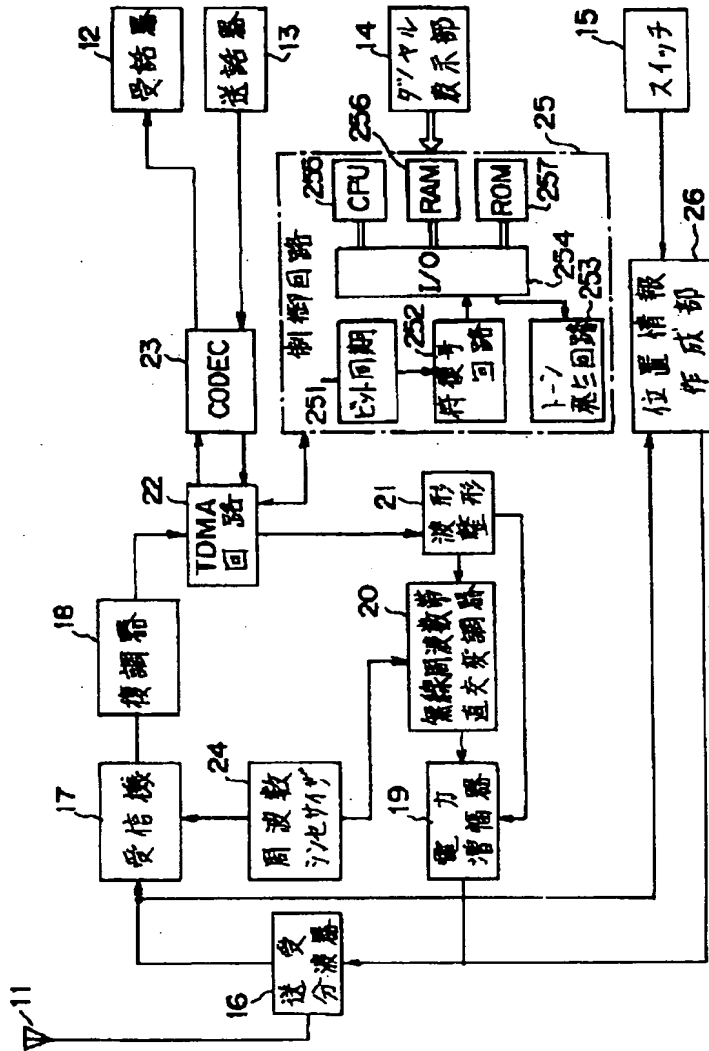 11
16
送受
分波器
17
受信機
18
復調器
24
周波数
シンセサイザ
19
電力
増幅器
20
無線周波数帯
直交変調器
21
波形
整形
22
TDMA
回路
23
CODEC
12
受話器
13
送話器
14
ダイヤル
表示部
15
スイッチ
25
制御回路
251
ビット同期
252
符復号
回路
253
トーン
発生回路
254
I/O
255
CPU
256
RAM
257
ROM
26
位置情報
作成部